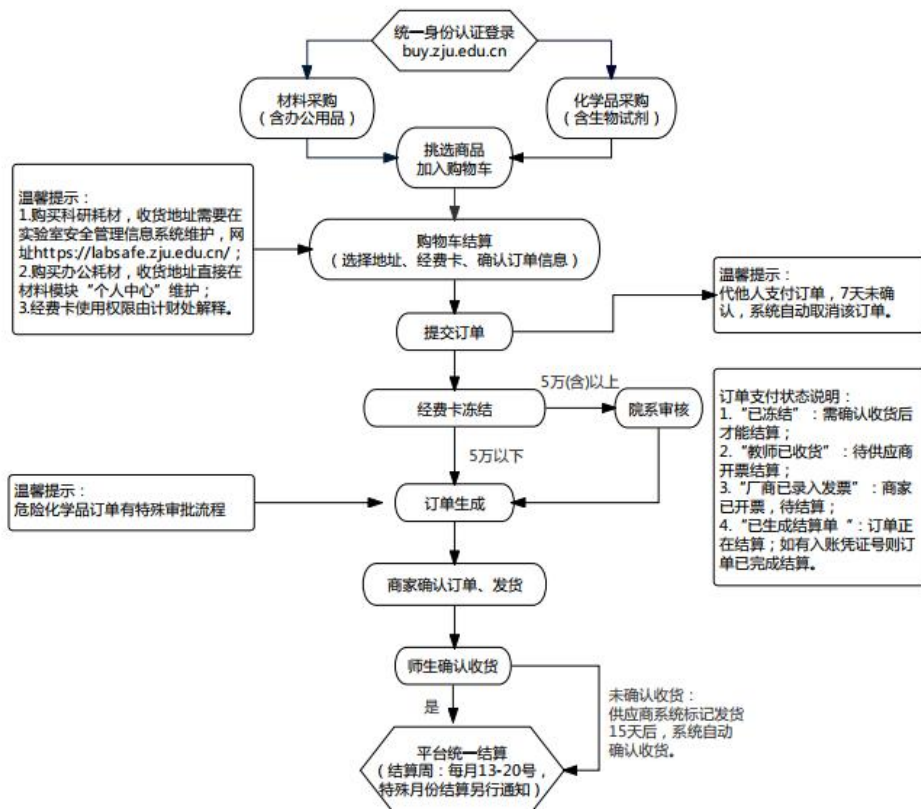 统一身份认证登录
buy.zju.edu.cn
材料采购
（含办公用品）
化学品采购
（含生物试剂）
挑选商品
加入购物车
温馨提示：
1.购买科研耗材，收货地址需要在
实验室安全管理信息系统维护，网
址https://labsafe.zju.edu.cn/；
2.购买办公耗材，收货地址直接在
材料模块“个人中心”维护；
3.经费卡使用权限由计财处解释。
购物车结算
（选择地址、经费卡、确认订单信息）
温馨提示：
代他人支付订单，7天未确
认，系统自动取消该订单。
提交订单
5万(含)以上
经费卡冻结
院系审核
订单支付状态说明：
1.“已冻结”：需确认收货后
才能结算；
2.“教师已收货”：待供应商
开票结算；
3.“厂商已录入发票”：商家
已开票，待结算；
4.“已生成结算单“：订单正
在结算；如有入账凭证号则订
单已完成结算。
5万以下
温馨提示：
危险化学品订单有特殊审批流程
订单生成
商家确认订单、发货
师生确认收货
是
未确认收货：
供应商系统标记发货
15天后，系统自动
确认收货。
平台统一结算
（结算周：每月13-20号，
特殊月份结算另行通知）